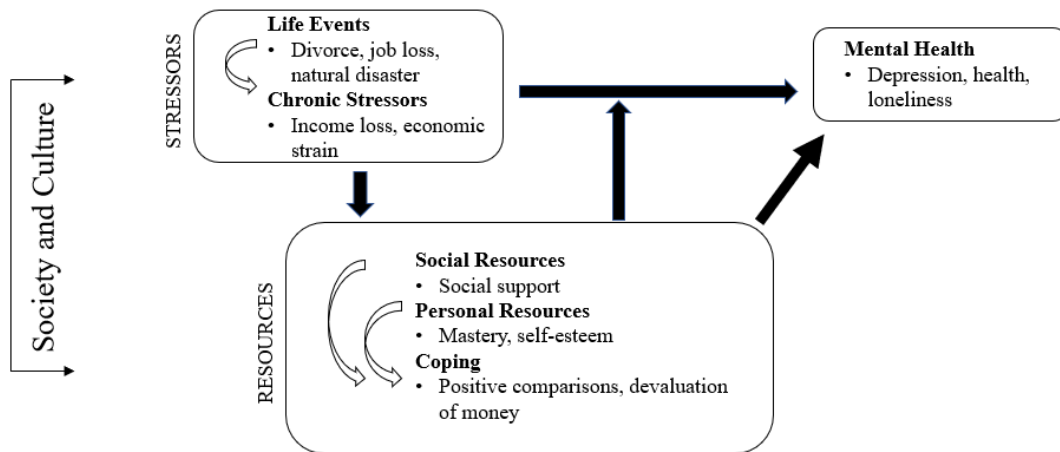 Society and Culture
STRESSORS
Life Events
• Divorce, job loss,
natural disaster
Chronic Stressors
• Income loss, economic
strain
Mental Health
• Depression, health,
loneliness
RESOURCES
Social Resources
• Social support
Personal Resources
• Mastery, self-esteem
Coping
• Positive comparisons, devaluation
of money